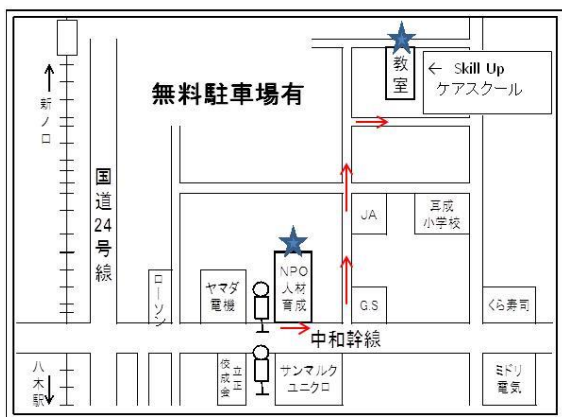 教室
← Skill Up
ケアスクール
無料駐車場有
新ノ口
国道24号線
JA
耳成
小学校
NPO
人材
育成
ローソン
ヤマダ
電機
G.S
くら寿司
中和幹線
八木駅
立正
佼成会
サンマルク
ユニクロ
ミドリ
電気